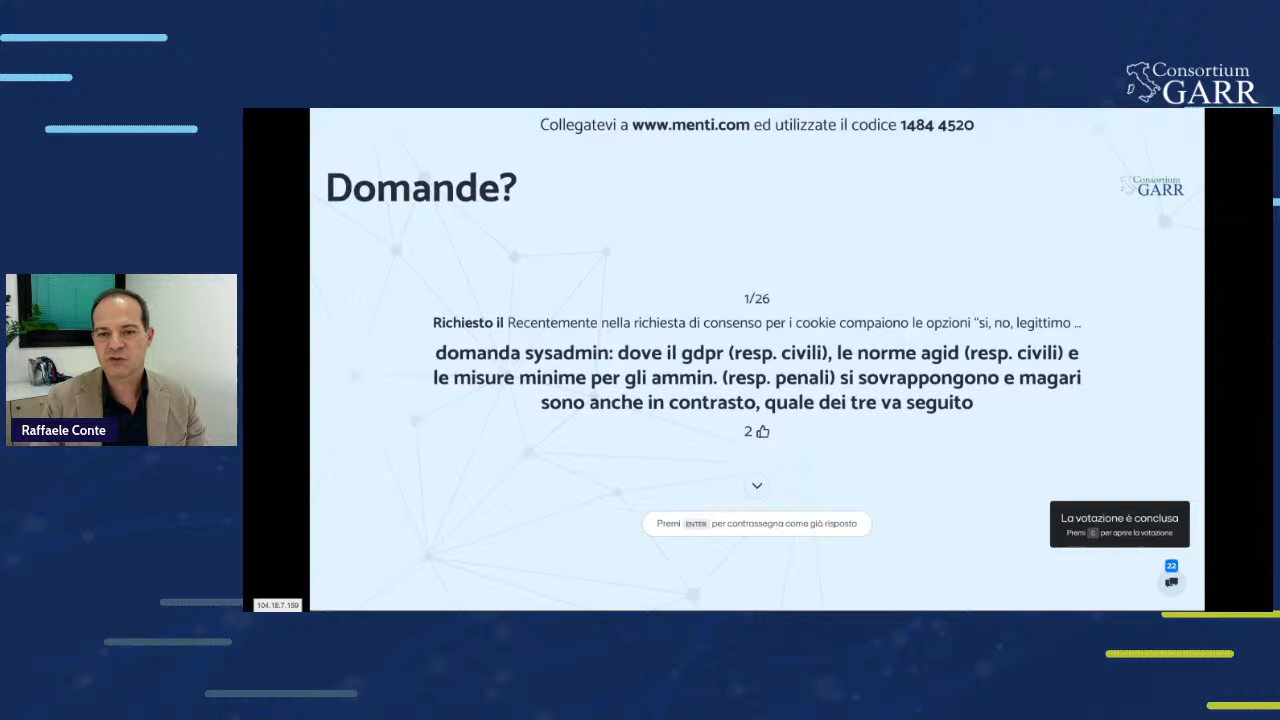 Consortium
GARR
Collegatevi a www.menti.com ed utilizzate il codice 1484 4520
Domande?
Consortium
GARR
1/26
Richiesto il Recentemente nella richiesta di consenso per i cookie compaiono le opzioni “si, no, legittimo ...
domanda sysadmin: dove il gdpr (resp. civili), le norme agid (resp. civili) e
le misure minime per gli ammin. (resp. penali) si sovrappongono e magari
sono anche in contrasto, quale dei tre va seguito
2
Premi ENTER per contrassegna come già risposto
La votazione è conclusa
Premi per aprire la votazione
22
Raffaele Conte
104.18.7.159